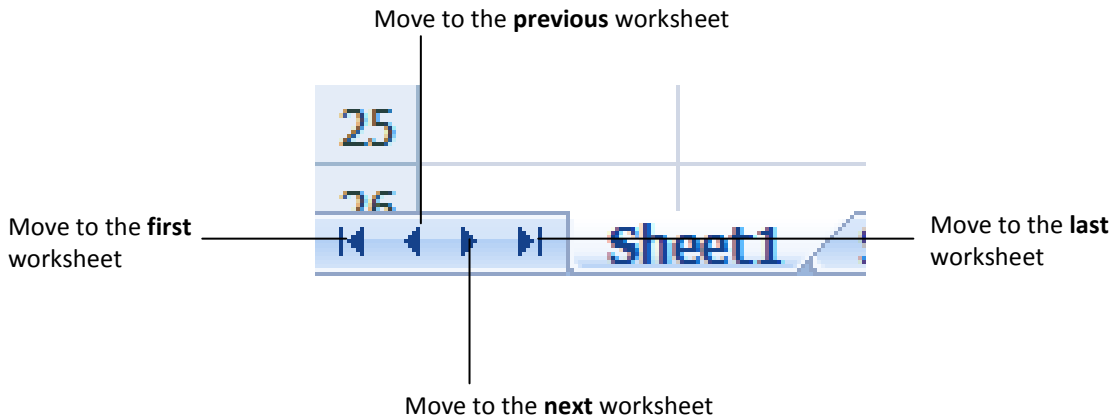 Move to the previous worksheet
25
26
Move to the first
worksheet
Sheet1
Move to the last
worksheet
Move to the next worksheet